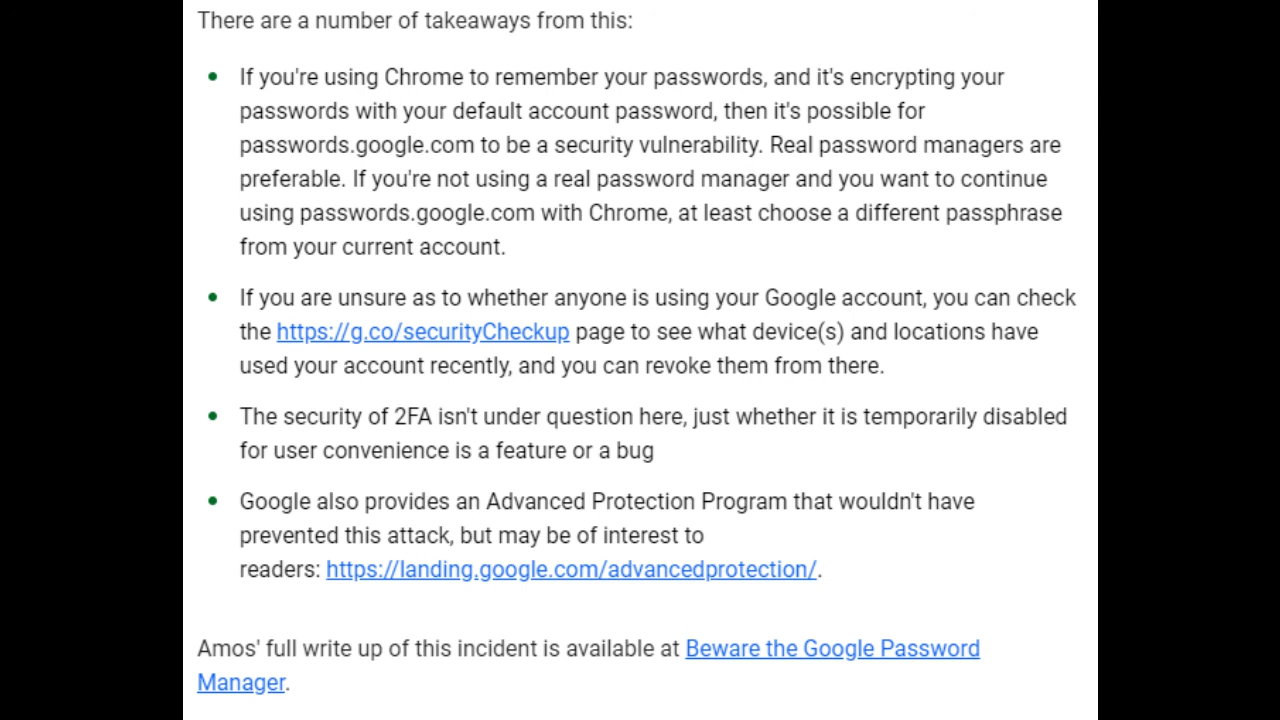 There are a number of takeaways from this:
If you're using Chrome to remember your passwords, and it's encrypting your
passwords with your default account password, then it's possible for
passwords.google.com to be a security vulnerability. Real password managers are
preferable. If you're not using a real password manager and you want to continue
using passwords.google.com with Chrome, at least choose a different passphrase
from your current account.
If you are unsure as to whether anyone is using your Google account, you can check
the https://g.co/securityCheckup page to see what device(s) and locations have
used your account recently, and you can revoke them from there.
The security of 2FA isn't under question here, just whether it is temporarily disabled
for user convenience is a feature or a bug
Google also provides an Advanced Protection Program that wouldn't have
prevented this attack, but may be of interest to
readers: https://landing.google.com/advancedprotection/.
Amos' full write up of this incident is available at Beware the Google Password
Manager.